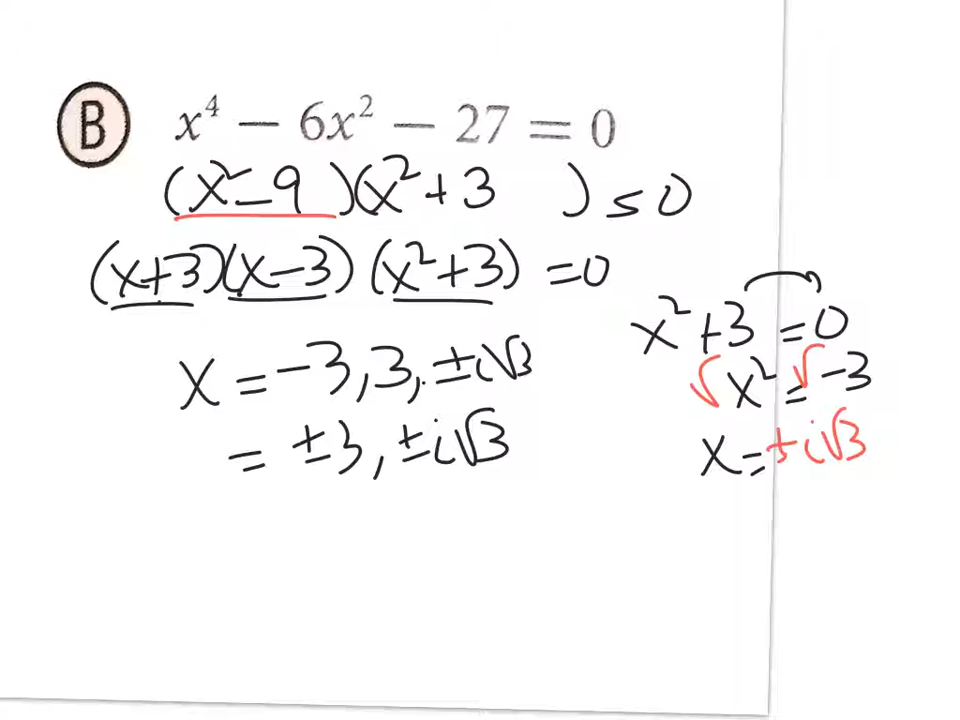 B x⁴ − 6x² − 27 = 0
(x² − 9)(x² + 3 ) ≤ 0
(x+3)(x−3)(x²+3) = 0
x = −3, 3, ±i√3
= ±3, ±i√3
x² + 3 = 0
√x² = √−3
x = ±i√3